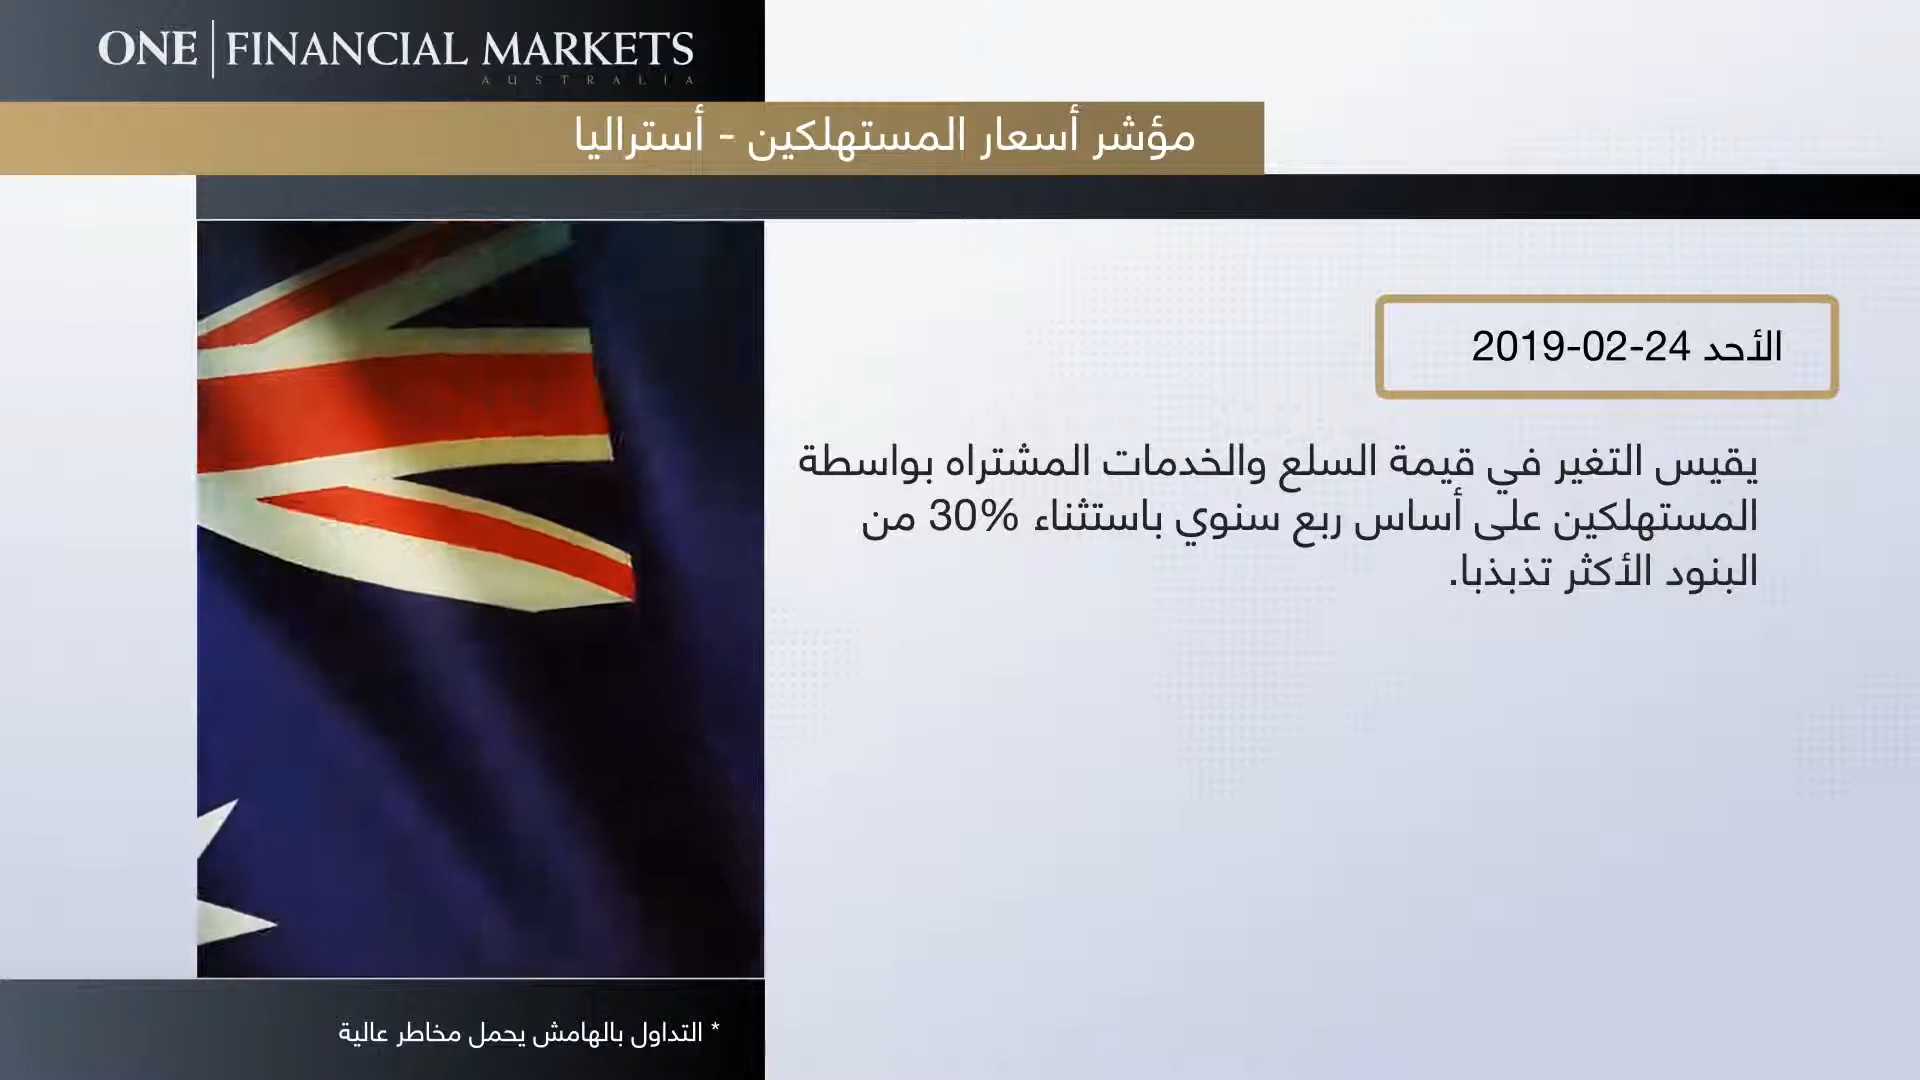 ONE | FINANCIAL MARKETS
AUSTRALIA
مؤشر أسعار المستهلكين - أستراليا
الأحد 24-02-2019
يقيس التغير في قيمة السلع والخدمات المشتراه بواسطة
المستهلكين على أساس ربع سنوي باستثناء 30% من
البنود الأكثر تذبذبا.
* التداول بالهامش يحمل مخاطر عالية